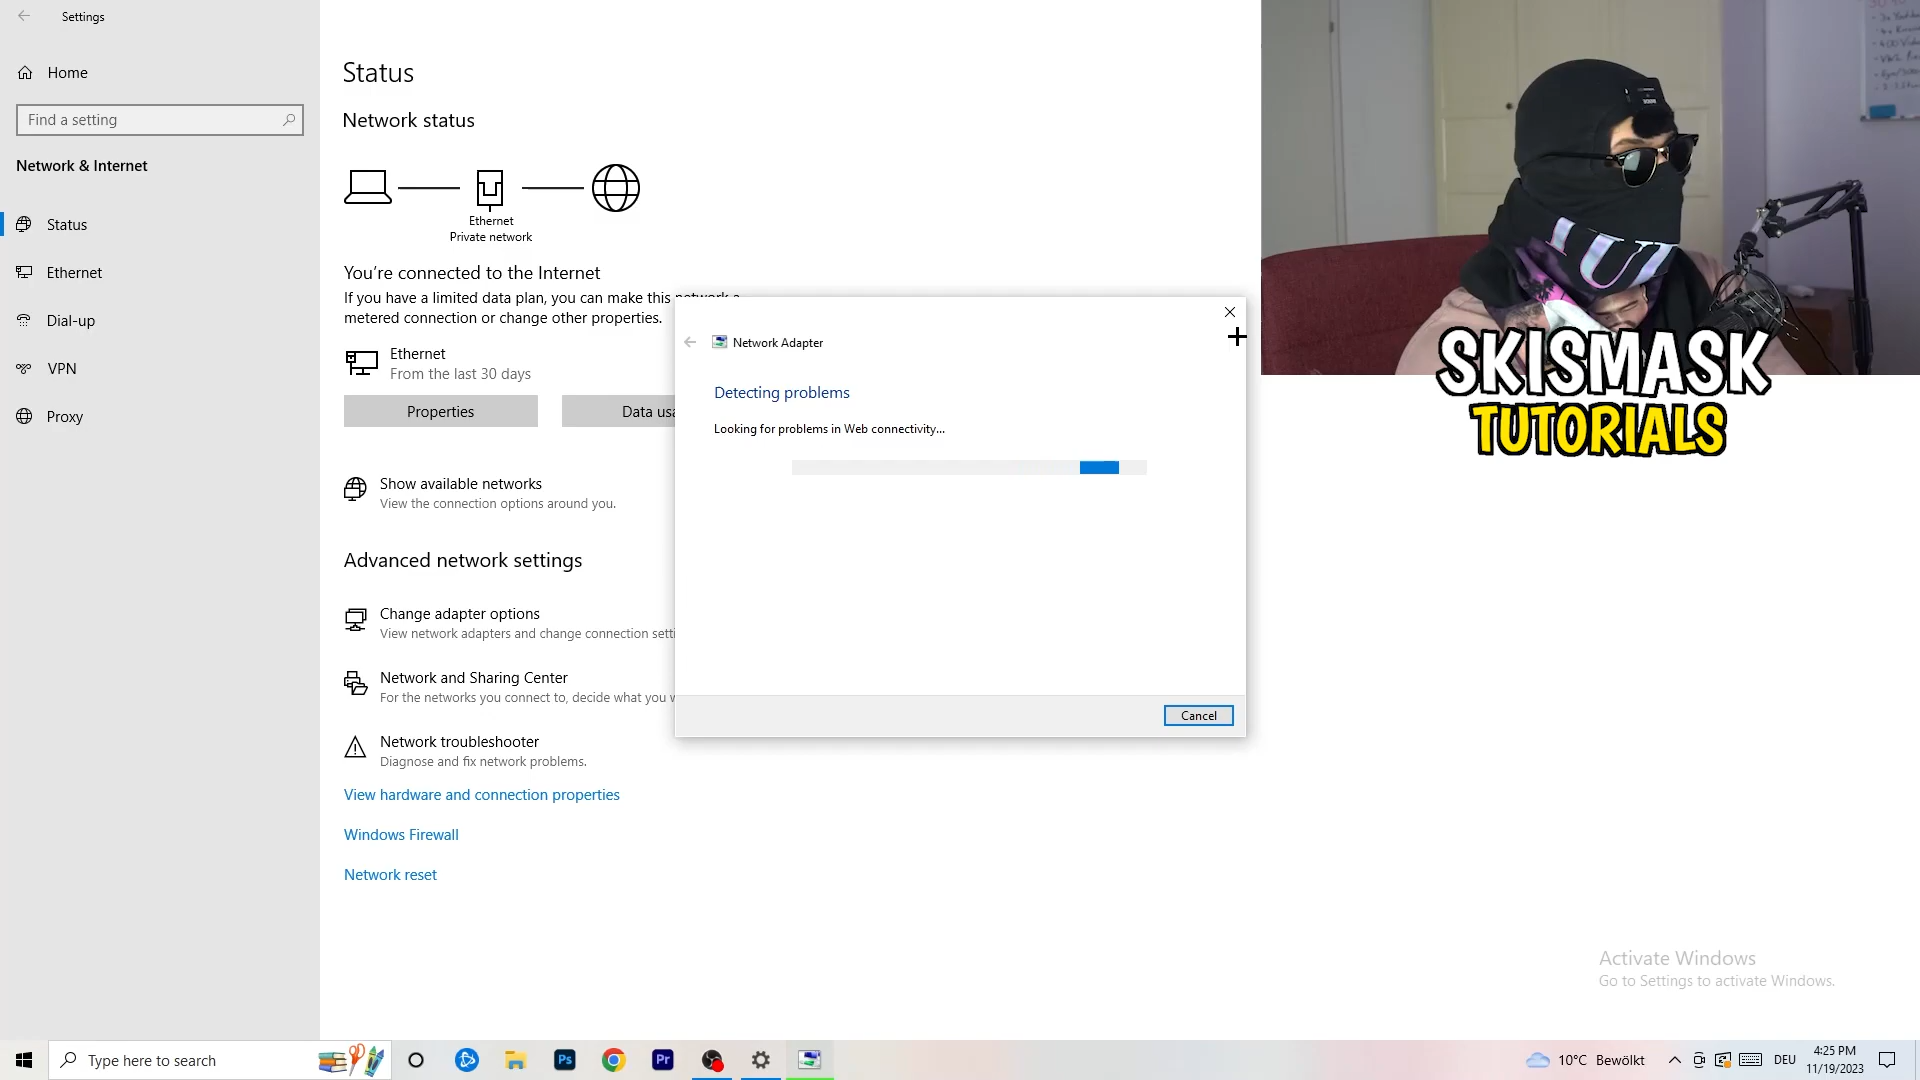 Settings
Home
Find a setting
Network & Internet
Status
Ethernet
Dial-up
VPN
Proxy
Status
Network status
Ethernet
Private network
You're connected to the Internet
If you have a limited data plan, you can make this network a
metered connection or change other properties.
Ethernet
From the last 30 days
Properties
Data usa
Show available networks
View the connection options around you.
Advanced network settings
Change adapter options
View network adapters and change connection setti
Network and Sharing Center
For the networks you connect to, decide what you w
Network troubleshooter
Diagnose and fix network problems.
View hardware and connection properties
Windows Firewall
Network reset
Network Adapter
Detecting problems
Looking for problems in Web connectivity...
Cancel
SKISMASK
TUTORIALS
Activate Windows
Go to Settings to activate Windows.
Type here to search
Ps
Pr
10°C Bewölkt
DEU
4:25 PM
11/19/2023